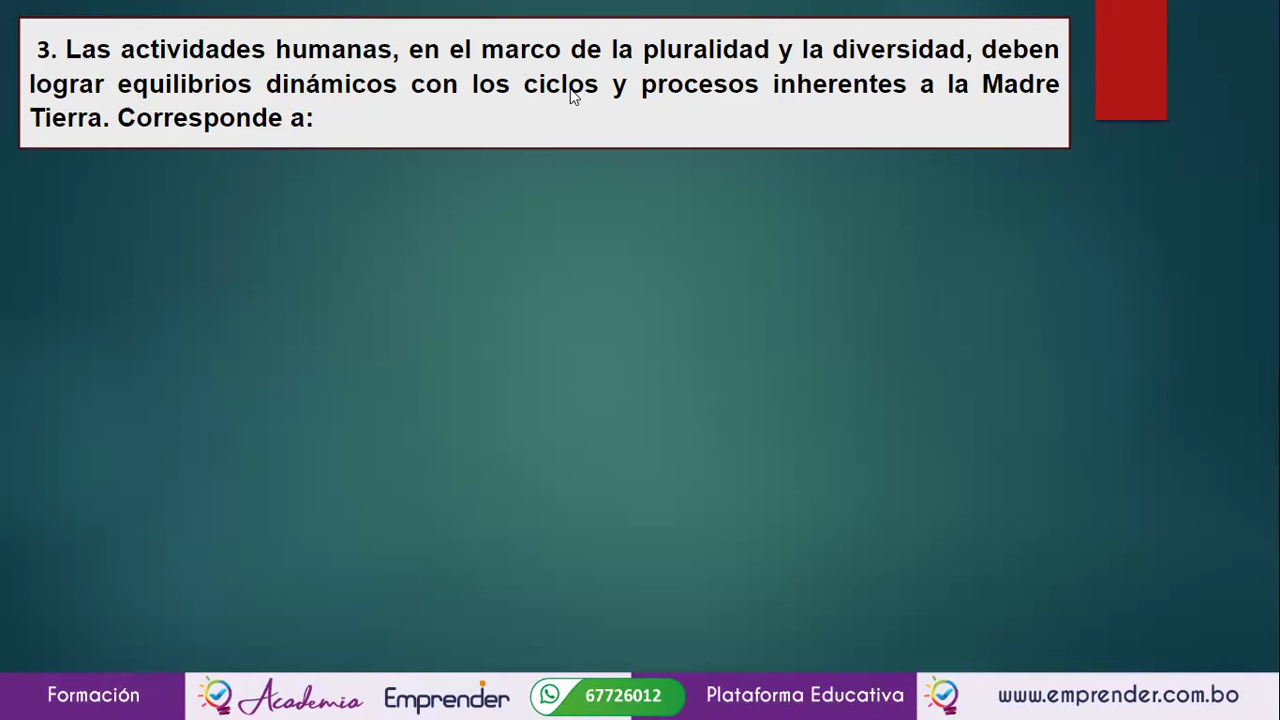 3. Las actividades humanas, en el marco de la pluralidad y la diversidad, deben
lograr equilibrios dinámicos con los ciclos y procesos inherentes a la Madre
Tierra. Corresponde a:
Formación
Academia
Emprender
67726012
Plataforma Educativa
www.emprender.com.bo